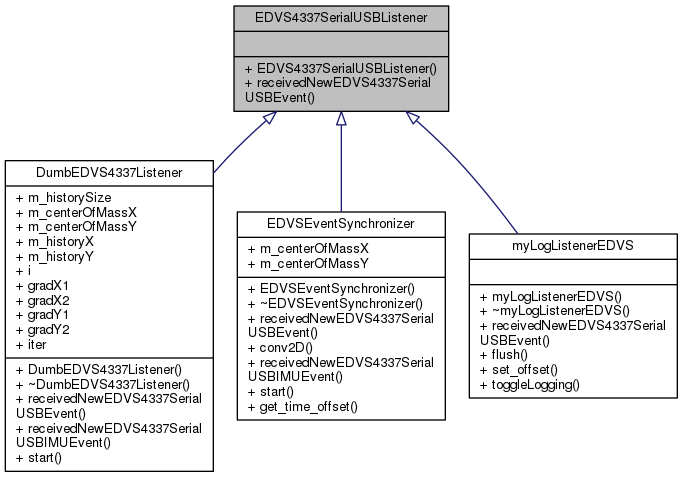 EDVS4337SerialUSBListener
+ EDVS4337SerialUSBListener()
+ receivedNewEDVS4337Serial
USBEvent()
DumbEDVS4337Listener
+ m_historySize
+ m_centerOfMassX
+ m_centerOfMassY
+ m_historyX
+ m_historyY
+ i
+ gradX1
+ gradX2
+ gradY1
+ gradY2
+ iter
+ DumbEDVS4337Listener()
+ ~DumbEDVS4337Listener()
+ receivedNewEDVS4337Serial
USBEvent()
+ receivedNewEDVS4337Serial
USBIMUEvent()
+ start()
EDVSEventSynchronizer
+ m_centerOfMassX
+ m_centerOfMassY
+ EDVSEventSynchronizer()
+ ~EDVSEventSynchronizer()
+ receivedNewEDVS4337Serial
USBEvent()
+ conv2D()
+ receivedNewEDVS4337Serial
USBIMUEvent()
+ start()
+ get_time_offset()
myLogListenerEDVS
+ myLogListenerEDVS()
+ ~myLogListenerEDVS()
+ receivedNewEDVS4337Serial
USBEvent()
+ flush()
+ set_offset()
+ toggleLogging()